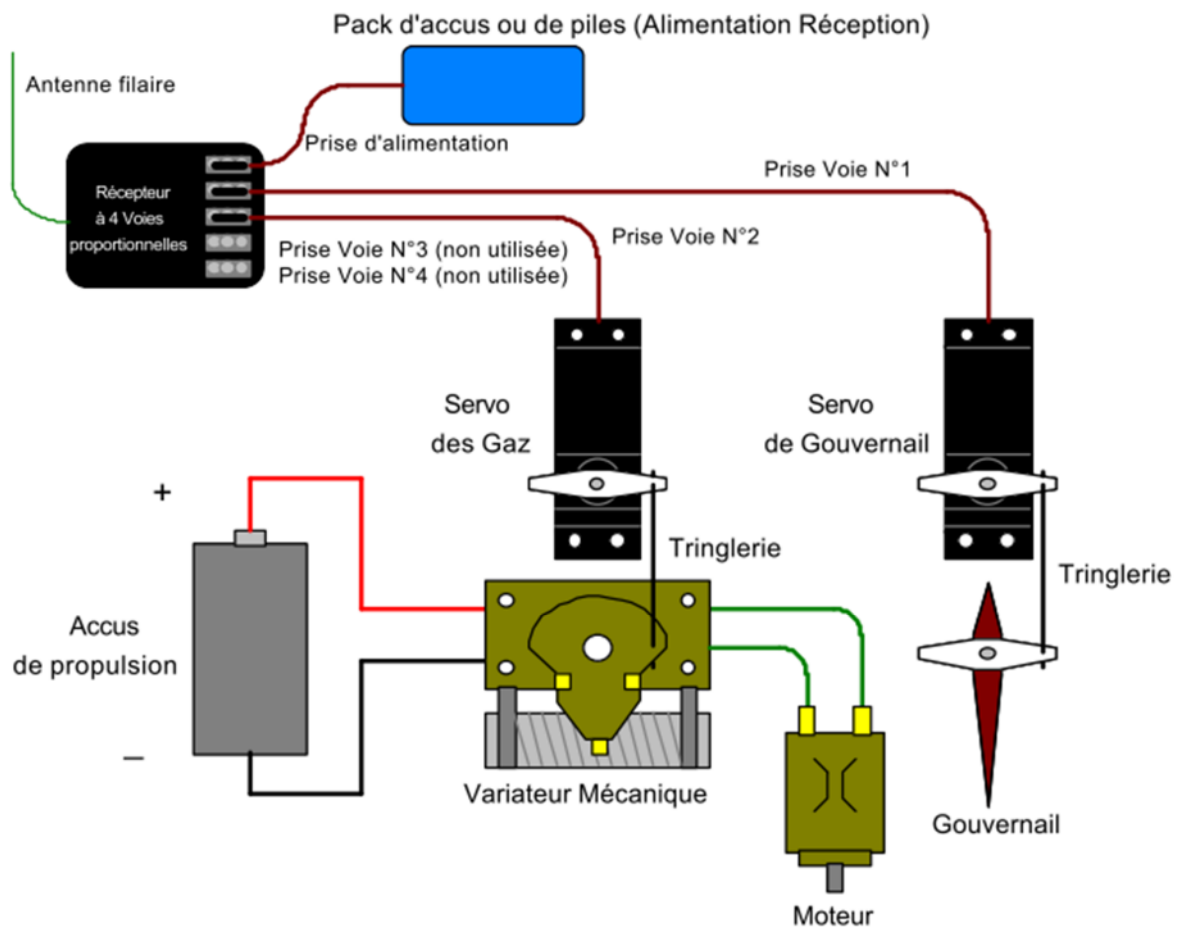 Pack d'accus ou de piles (Alimentation Réception)
Antenne filaire
Prise d'alimentation
Prise Voie N°1
Récepteur
à 4 Voies
proportionnelles
Prise Voie N°2
Prise Voie N°3 (non utilisée)
Prise Voie N°4 (non utilisée)
Servo
des Gaz
Servo
de Gouvernail
+
Tringlerie
Tringlerie
Accus
de propulsion
–
Variateur Mécanique
Gouvernail
Moteur